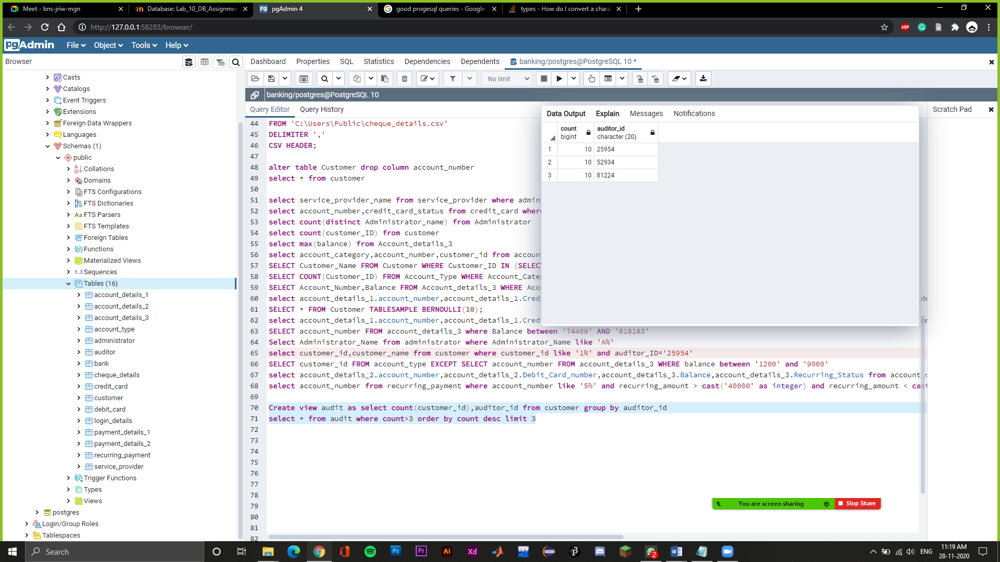 Meet - bns-jriw-mgn
Database: Lab_10_DB_Assignmen
pgAdmin 4
good progesql queries - Google
types - How do I convert a chara
http://127.0.0.1:58283/browser/
ABP
pgAdmin
File
Object
Tools
Help
Browser
Dashboard
Properties
SQL
Statistics
Dependencies
Dependents
banking/postgres@PostgreSQL 10 *
No limit
banking/postgres@PostgreSQL 10
Query Editor
Query History
Scratch Pad
Casts
Catalogs
Event Triggers
Extensions
Foreign Data Wrappers
Languages
Schemas (1)
public
Collations
Domains
FTS Configurations
FTS Dictionaries
FTS Parsers
FTS Templates
Foreign Tables
Functions
Materialized Views
1..3 Sequences
Tables (16)
account_details_1
account_details_2
account_details_3
account_type
administrator
auditor
bank
cheque_details
credit_card
customer
debit_card
login_details
payment_details_1
payment_details_2
recurring_payment
service_provider
Trigger Functions
Types
Views
postgres
Login/Group Roles
Tablespaces
44 FROM 'C:\Users\Public\cheque_details.csv'
45 DELIMITER ','
46 CSV HEADER;
47
48 alter table Customer drop column account_number
49 select * from customer
50
51 select service_provider_name from service_provider where admin
52 select account_number,credit_card_status from credit_card wher
53 select count(distinct Administrator_name) from Administrator
54 select count(customer_ID) from customer
55 select max(balance) from Account_details_3
56 select account_category,account_number,customer_id from accoun
57 SELECT Customer_Name FROM Customer WHERE Customer_ID IN (SELEC
58 SELECT COUNT(Customer_ID) FROM Account_Type WHERE Account_Cate
59 SELECT Account_Number,Balance FROM Account_details_3 WHERE Acc
60 select account_details_1.account_number,account_details_1.Cred
61 SELECT * FROM Customer TABLESAMPLE BERNOULLI(10);
62 select account_details_1.account_number,account_details_1.Cred
63 SELECT account_number FROM account_details_3 where Balance between '74469' AND '818183'
64 Select Administrator_Name from administrator where Administrator_Name like 'A%'
65 select customer_id,customer_name from customer where customer_id like '1%' and auditor_ID='25954'
66 SELECT customer_id FROM account_type EXCEPT SELECT account_number FROM account_details_3 WHERE balance between '1200' and '9000'
67 select account_details_2.account_number,account_details_2.Debit_Card_number,account_details_3.Balance,account_details_3.Recurring_Status from account_d
68 select account_number from recurring_payment where account_number like '5%' and recurring_amount > cast('40000' as integer) and recurring_amount < cast
69
70 Create view audit as select count(customer_id),auditor_id from customer group by auditor_id
71 select * from audit where count>3 order by count desc limit 3
72
73
74
75
76
77
78
79
80
81
82
Data Output
Explain
Messages
Notifications
count
bigint
auditor_id
character (20)
1 10 25954
2 10 52934
3 10 81224
You are screen sharing
Stop Share
Search
Ps
Pr
Ai
Xd
DEV
2
ENG
11:19 AM
28-11-2020